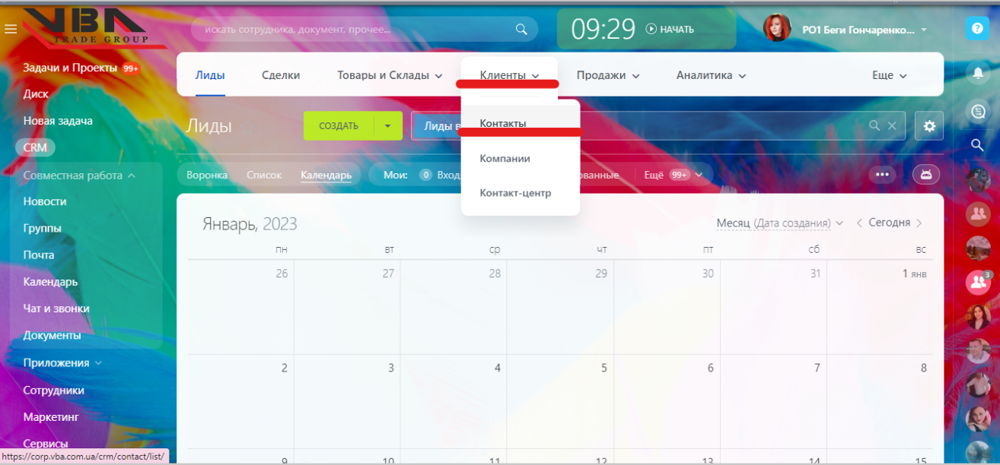 VBA
TRADE GROUP
искать сотрудника, документ, прочее...
09:29 НАЧАТЬ
РО1 Беги Гончаренко...
?
Задачи и Проекты 99+
Диск
Новая задача
CRM
Совместная работа
Новости
Группы
Почта
Календарь
Чат и звонки
Документы
Приложения
Сотрудники
Маркетинг
Сервисы
https://corp.vba.com.ua/crm/contact/list/
Лиды Сделки Товары и Склады Клиенты Продажи Аналитика Еще
Контакты
Компании
Контакт-центр
Лиды СОЗДАТЬ Лиды
Воронка Список Календарь Мои: 0 Ещё 99+
Январь, 2023 Месяц (Дата создания) Сегодня
пн вт ср чт пт сб вс
26 27 28 29 30 31 1 янв
2 3 4 5 6 7 8
9 10 11 12 13 14 15
3